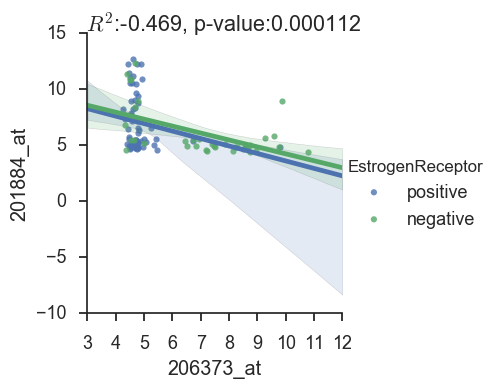 R²:-0.469, p-value:0.000112
15
10
5
0
−5
−10
201884_at
3 4 5 6 7 8 9 10 11 12
206373_at
EstrogenReceptor
positive
negative